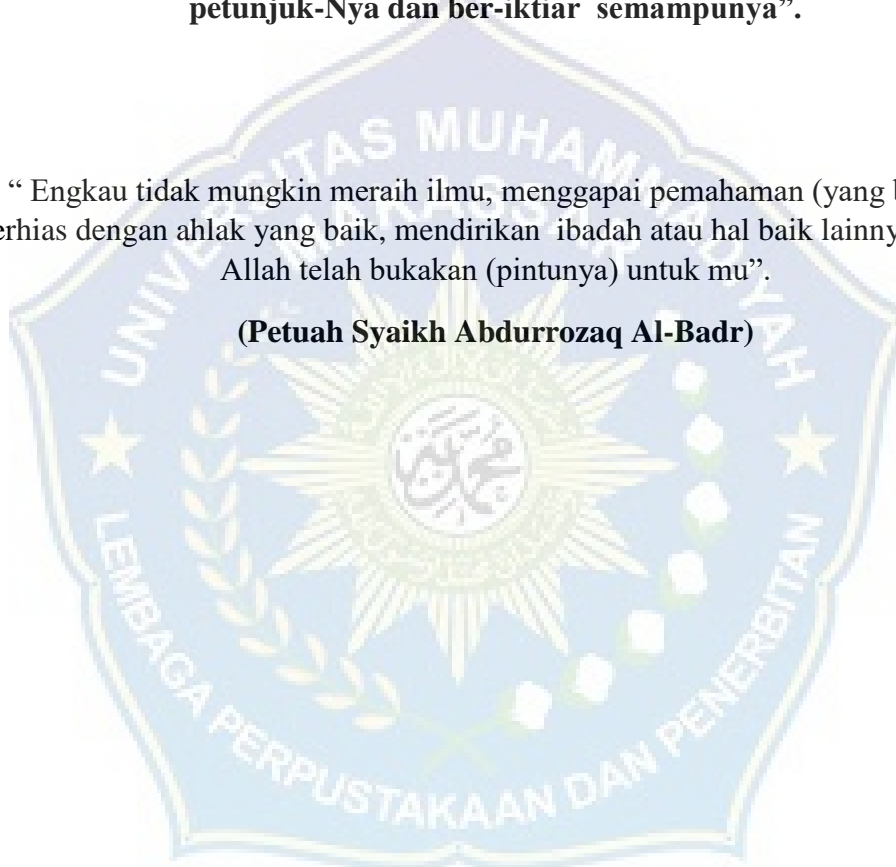 petunjuk-Nya dan ber-iktiar semampunya”.
“ Engkau tidak mungkin meraih ilmu, menggapai pemahaman (yang
erhias dengan ahlak yang baik, mendirikan ibadah atau hal baik lainny
Allah telah bukakan (pintunya) untuk mu”.
(Petuah Syaikh Abdurrozaq Al-Badr)
UNIVERSITAS MUHAMMADIYAH
MAKASSAR
LEMBAGA PERPUSTAKAAN DAN PENERBITAN